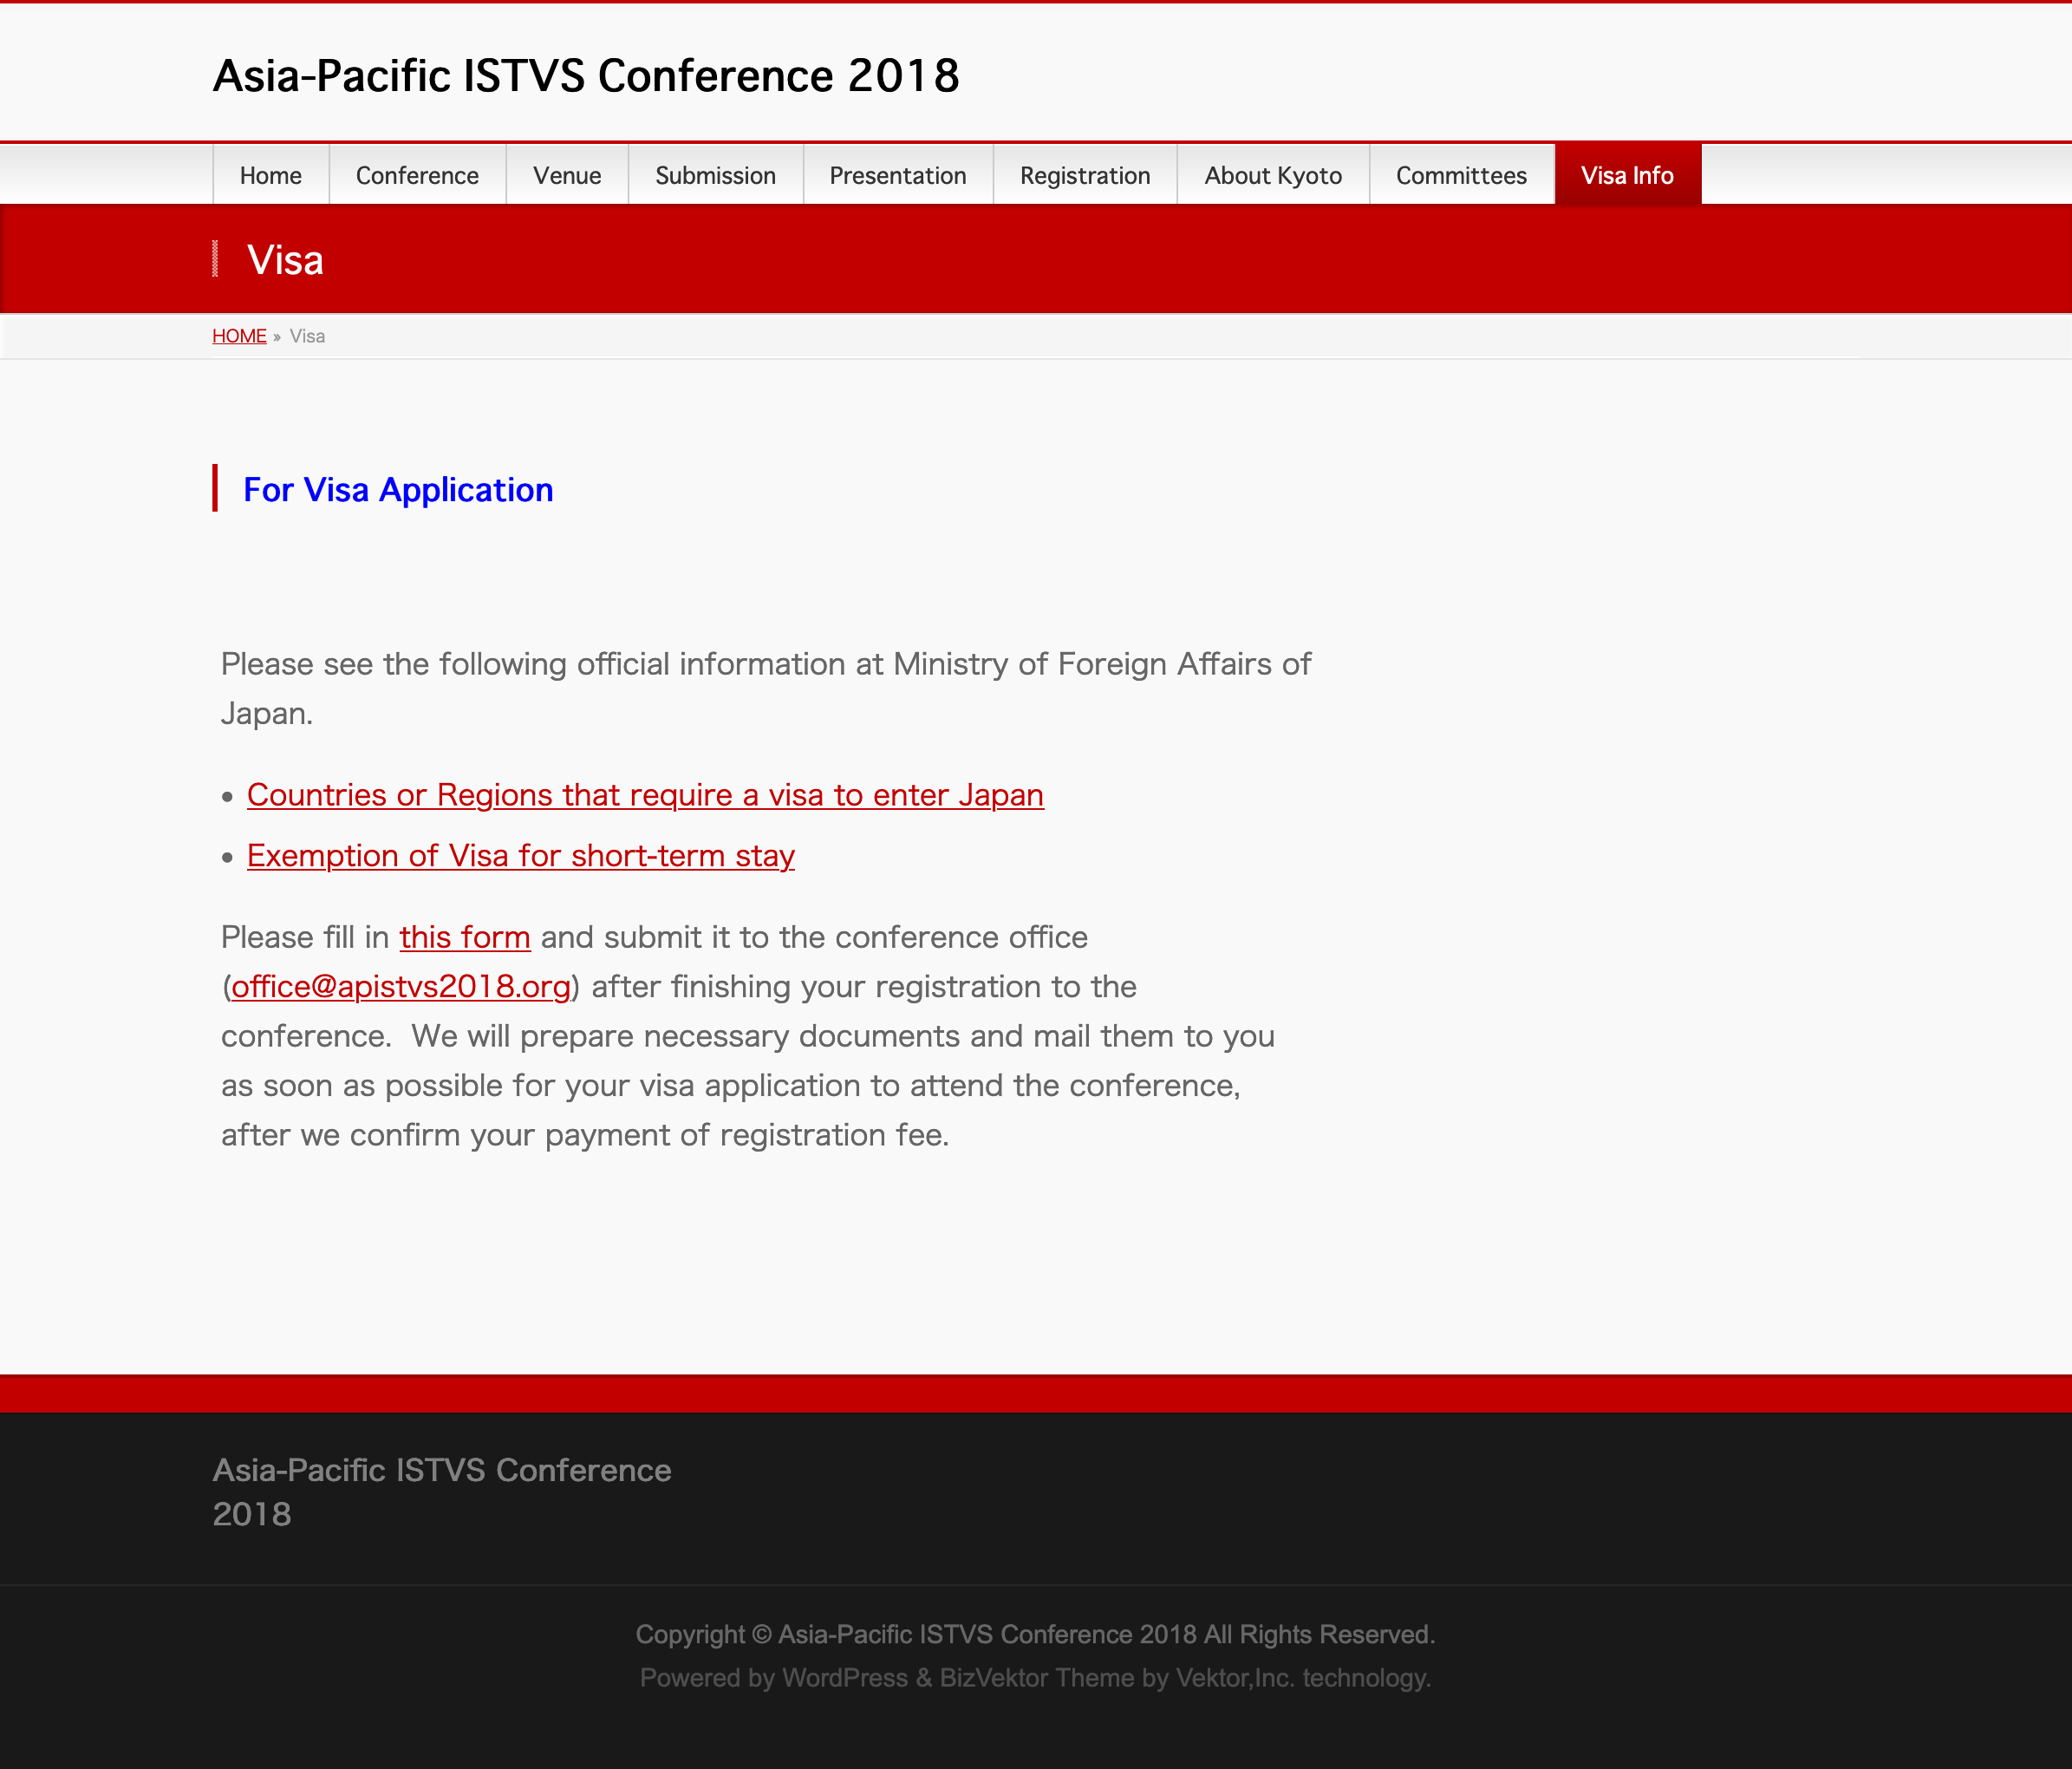 Asia-Pacific ISTVS Conference 2018
Home Conference Venue Submission Presentation Registration About Kyoto Committees Visa Info
Visa
HOME » Visa
For Visa Application
Please see the following official information at Ministry of Foreign Affairs of
Japan.
• Countries or Regions that require a visa to enter Japan
• Exemption of Visa for short-term stay
Please fill in this form and submit it to the conference office
(office@apistvs2018.org) after finishing your registration to the
conference.  We will prepare necessary documents and mail them to you
as soon as possible for your visa application to attend the conference,
after we confirm your payment of registration fee.
Asia-Pacific ISTVS Conference
2018
Copyright © Asia-Pacific ISTVS Conference 2018 All Rights Reserved.
Powered by WordPress & BizVektor Theme by Vektor,Inc. technology.